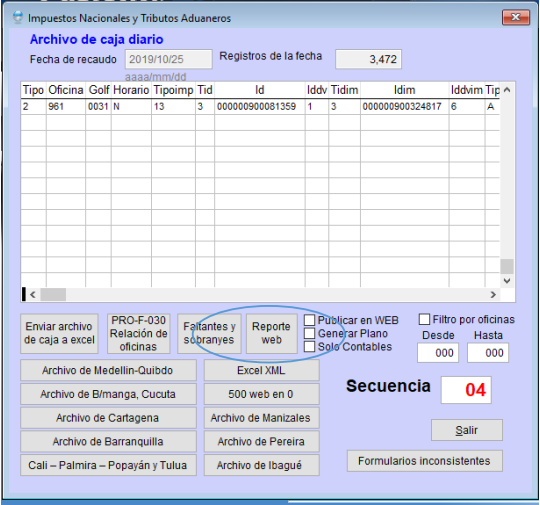 Impuestos Nacionales y Tributos Aduaneros
Archivo de caja diario
Fecha de recaudo 2019/10/25 Registros de la fecha 3,472
aaaa/mm/dd
Tipo Oficina Golf Horario Tipoimp Tid Id Iddv Tidim Idim Iddvim Tip
2 961 0031 N 13 3 000000900081359 1 3 000000900324817 6 A
Enviar archivo de caja a excel
PRO-F-030 Relación de oficinas
Faltantes y sobranyes
Reporte web
Publicar en WEB
Generar Plano
Solo Contables
Filtro por oficinas
Desde Hasta
000 000
Archivo de Medellin-Quibdo Excel XML
Archivo de B/manga, Cucuta 500 web en 0
Secuencia 04
Archivo de Cartagena Archivo de Manizales
Archivo de Barranquilla Archivo de Pereira
Salir
Cali – Palmira – Popayán y Tulua Archivo de Ibagué
Formularios inconsistentes